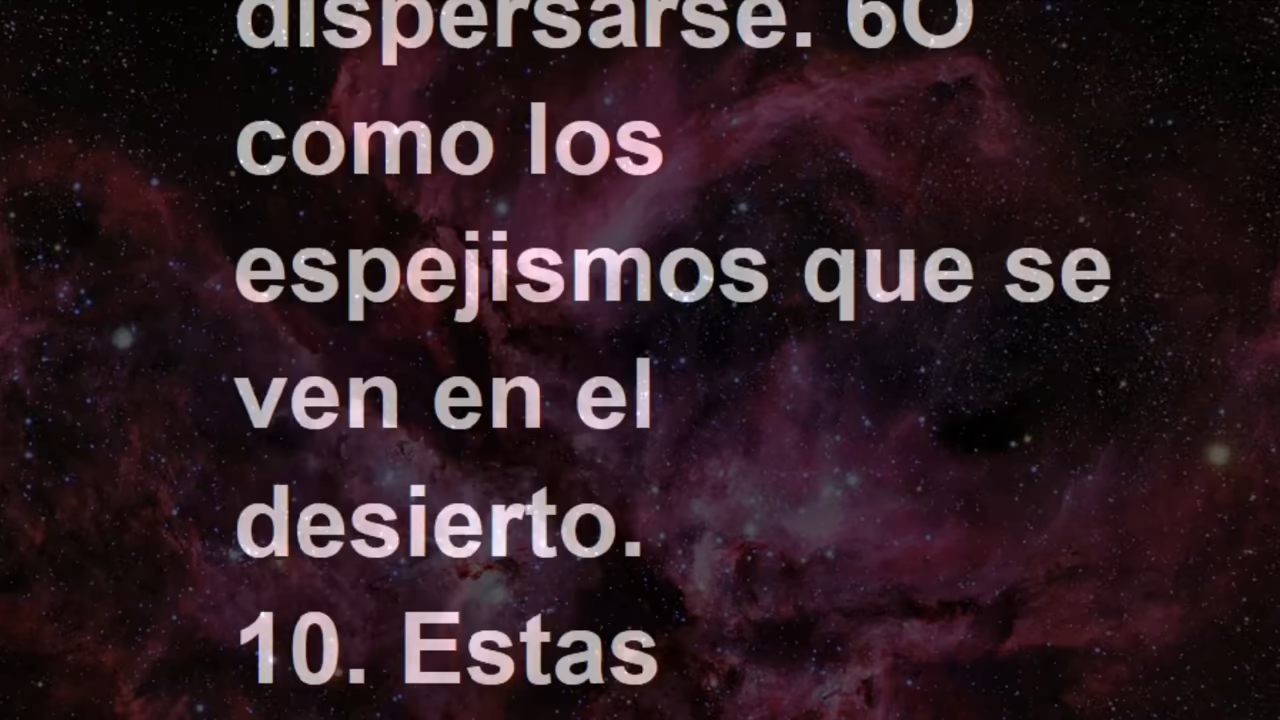 dispersarse. 6O
como los
espejismos que se
ven en el
desierto.
10. Estas